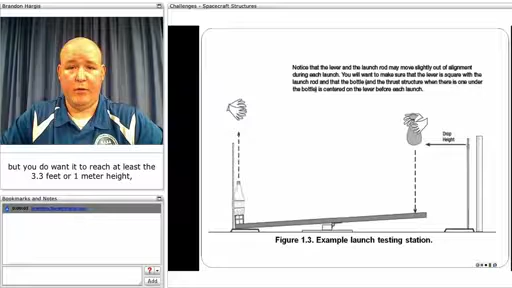 Brandon Hargis
Challenges - Spacecraft Structures
Notice that the lever and the launch rod may move slightly out of alignment
during each launch. You will want to make sure that the lever is square with the
launch rod and that the bottle (and the thrust structure when there is one under
the bottle) is centered on the lever before each launch.
Drop
Height
but you do want it to reach at least the
3.3 feet or 1 meter height,
Bookmarks and Notes
Figure 1.3. Example launch testing station.
Add